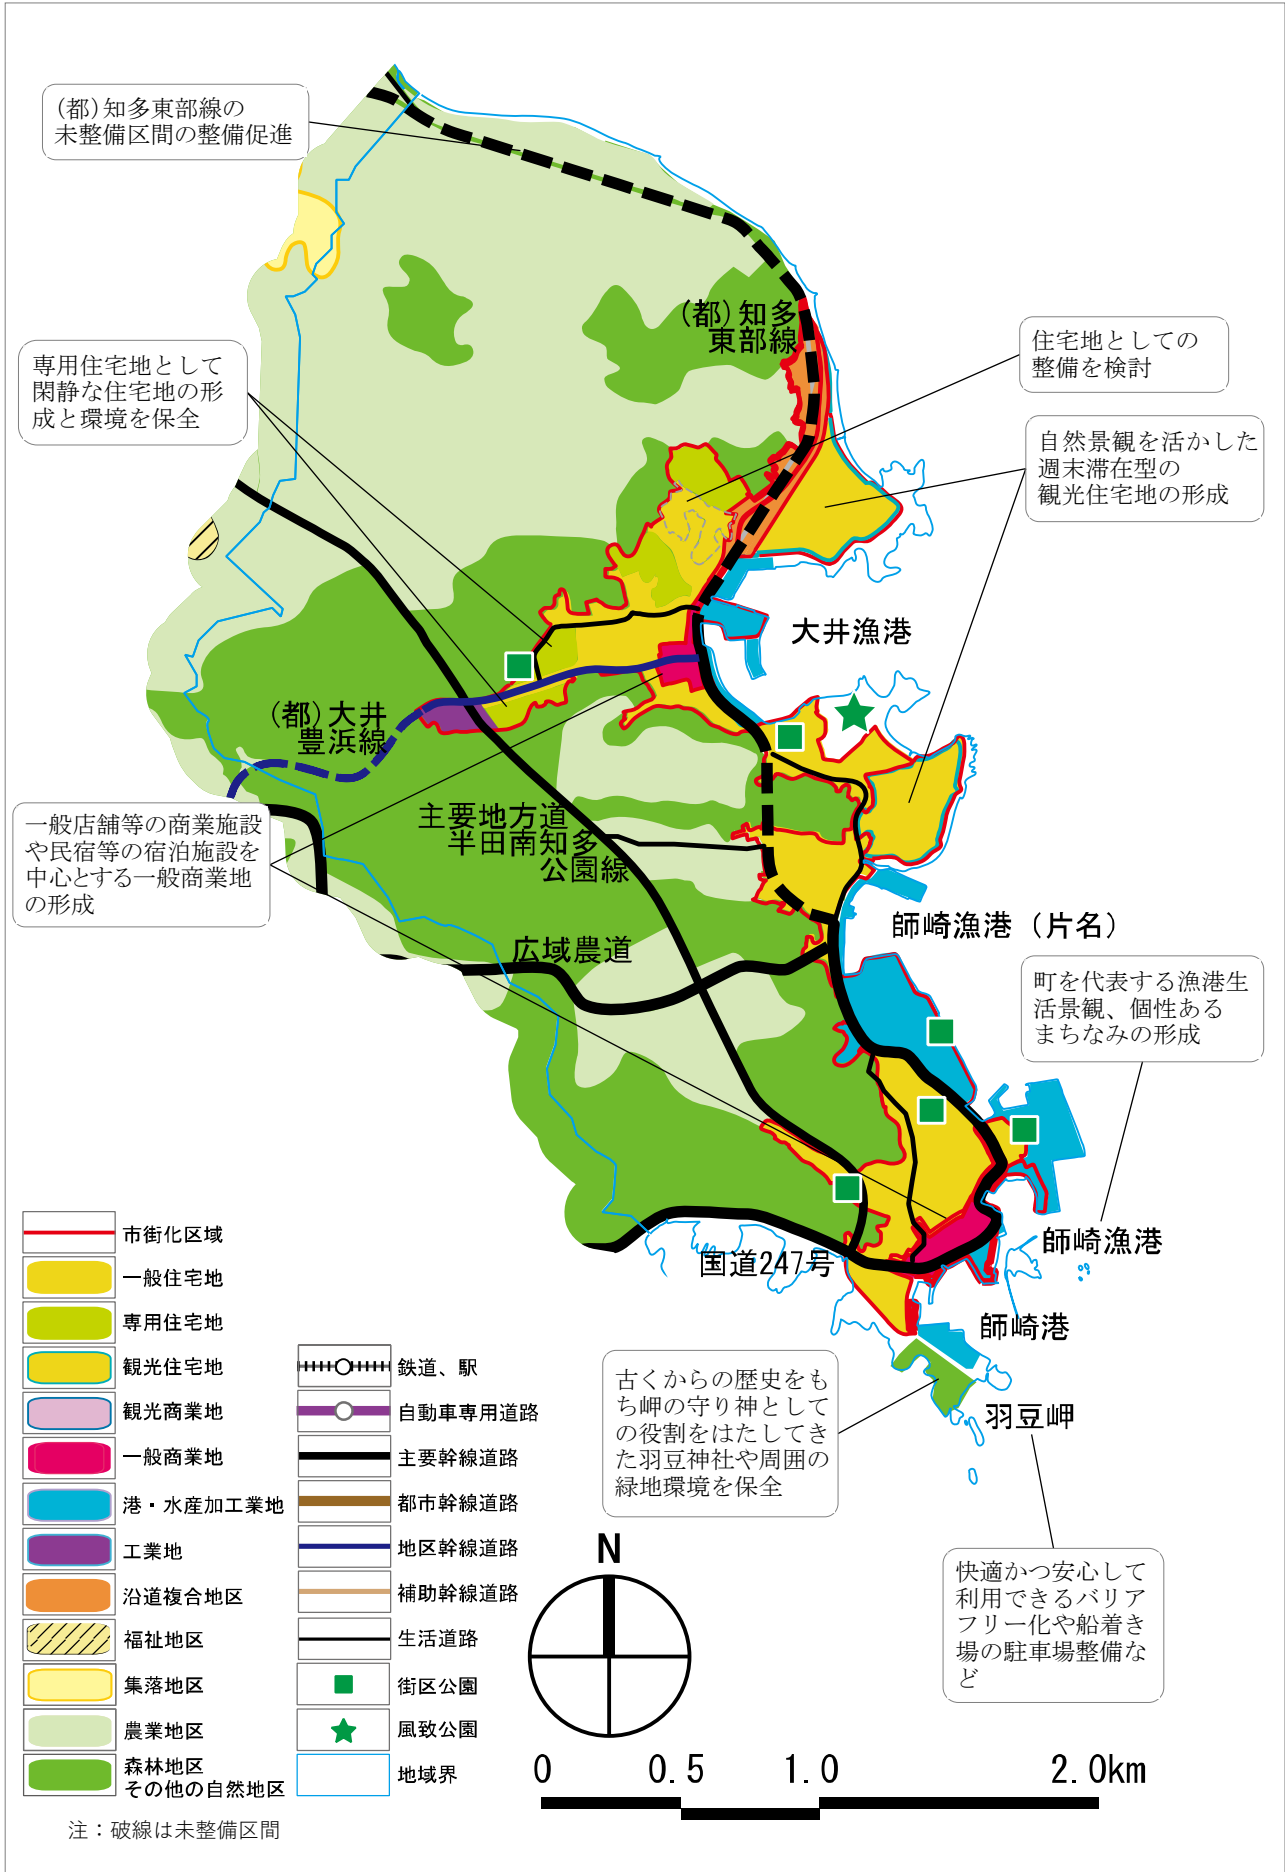 (都)知多東部線の
未整備区間の整備促進
(都)知多
東部線
住宅地としての
整備を検討
専用住宅地として
閑静な住宅地の形
成と環境を保全
自然景観を活かした
週末滞在型の
観光住宅地の形成
大井漁港
(都)大井
豊浜線
主要地方道
半田南知多
公園線
一般店舗等の商業施設
や民宿等の宿泊施設を
中心とする一般商業地
の形成
師崎漁港(片名)
広域農道
町を代表する漁港生
活景観、個性ある
まちなみの形成
師崎漁港
国道247号
師崎港
羽豆岬
古くからの歴史をも
ち岬の守り神として
の役割をはたしてき
た羽豆神社や周囲の
緑地環境を保全
快適かつ安心して
利用できるバリア
フリー化や船着き
場の駐車場整備な
ど
市街化区域
一般住宅地
専用住宅地
観光住宅地
観光商業地
一般商業地
港・水産加工業地
工業地
沿道複合地区
福祉地区
集落地区
農業地区
森林地区
その他の自然地区
鉄道、駅
自動車専用道路
主要幹線道路
都市幹線道路
地区幹線道路
補助幹線道路
生活道路
街区公園
風致公園
地域界
注：破線は未整備区間
N
0 0.5 1.0 2.0km